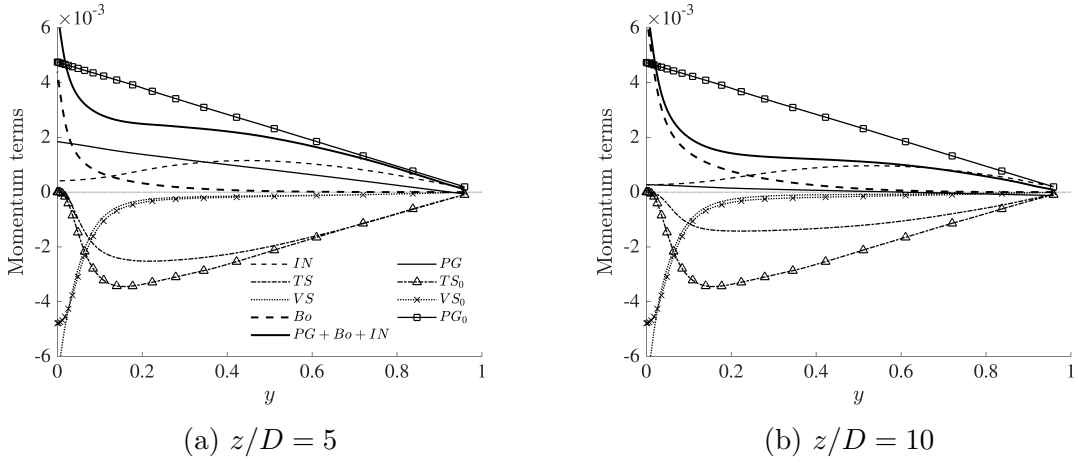 ×10⁻³
6
4
2
0
-2
-4
-6
Momentum terms
IN
TS
VS
Bo
PG + Bo + IN
PG
TS₀
VS₀
PG₀
0 0.2 0.4 0.6 0.8 1
y
(a) z/D = 5
×10⁻³
6
4
2
0
-2
-4
-6
Momentum terms
0 0.2 0.4 0.6 0.8 1
y
(b) z/D = 10